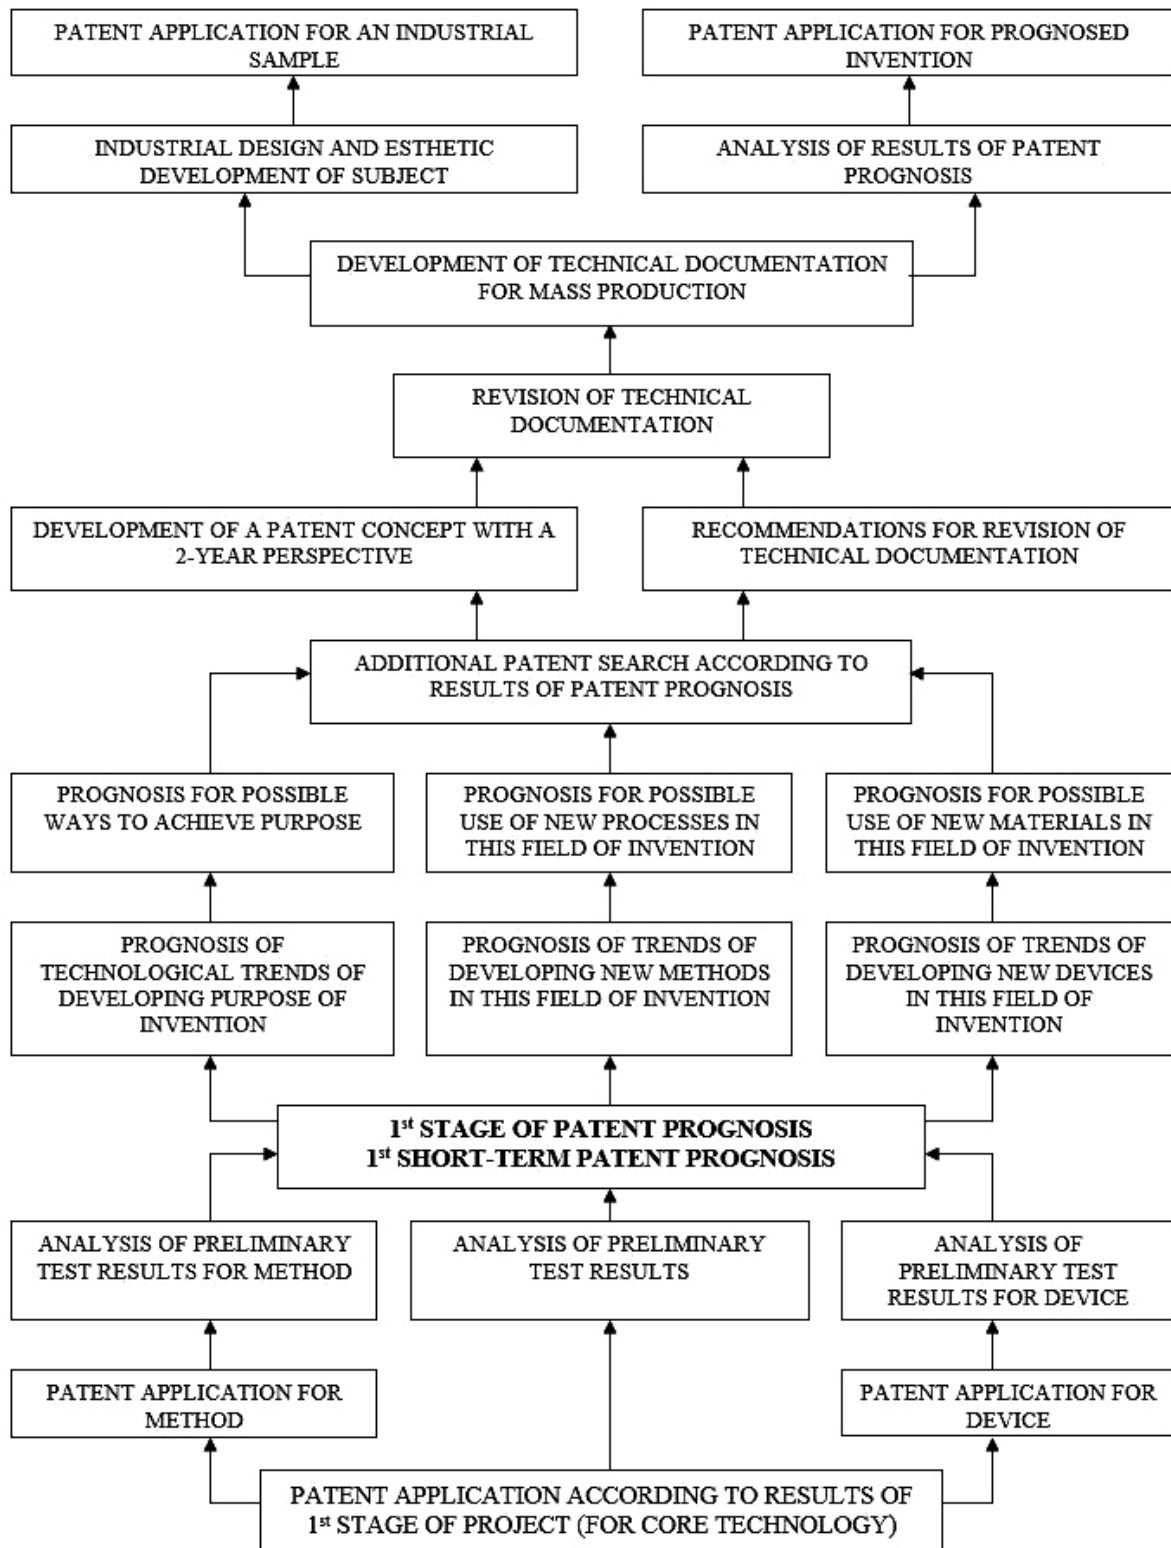 PATENT APPLICATION FOR AN INDUSTRIAL
SAMPLE
PATENT APPLICATION FOR PROGNOSED
INVENTION
INDUSTRIAL DESIGN AND ESTHETIC
DEVELOPMENT OF SUBJECT
ANALYSIS OF RESULTS OF PATENT
PROGNOSIS
DEVELOPMENT OF TECHNICAL DOCUMENTATION
FOR MASS PRODUCTION
REVISION OF TECHNICAL
DOCUMENTATION
DEVELOPMENT OF A PATENT CONCEPT WITH A
2-YEAR PERSPECTIVE
RECOMMENDATIONS FOR REVISION OF
TECHNICAL DOCUMENTATION
ADDITIONAL PATENT SEARCH ACCORDING TO
RESULTS OF PATENT PROGNOSIS
PROGNOSIS FOR POSSIBLE
WAYS TO ACHIEVE PURPOSE
PROGNOSIS FOR POSSIBLE
USE OF NEW PROCESSES IN
THIS FIELD OF INVENTION
PROGNOSIS FOR POSSIBLE
USE OF NEW MATERIALS IN
THIS FIELD OF INVENTION
PROGNOSIS OF
TECHNOLOGICAL TRENDS OF
DEVELOPING PURPOSE OF
INVENTION
PROGNOSIS OF TRENDS OF
DEVELOPING NEW METHODS
IN THIS FIELD OF INVENTION
PROGNOSIS OF TRENDS OF
DEVELOPING NEW DEVICES
IN THIS FIELD OF
INVENTION
1st STAGE OF PATENT PROGNOSIS
1st SHORT-TERM PATENT PROGNOSIS
ANALYSIS OF PRELIMINARY
TEST RESULTS FOR METHOD
ANALYSIS OF PRELIMINARY
TEST RESULTS
ANALYSIS OF
PRELIMINARY TEST
RESULTS FOR DEVICE
PATENT APPLICATION FOR
METHOD
PATENT APPLICATION FOR
DEVICE
PATENT APPLICATION ACCORDING TO RESULTS OF
1st STAGE OF PROJECT (FOR CORE TECHNOLOGY)